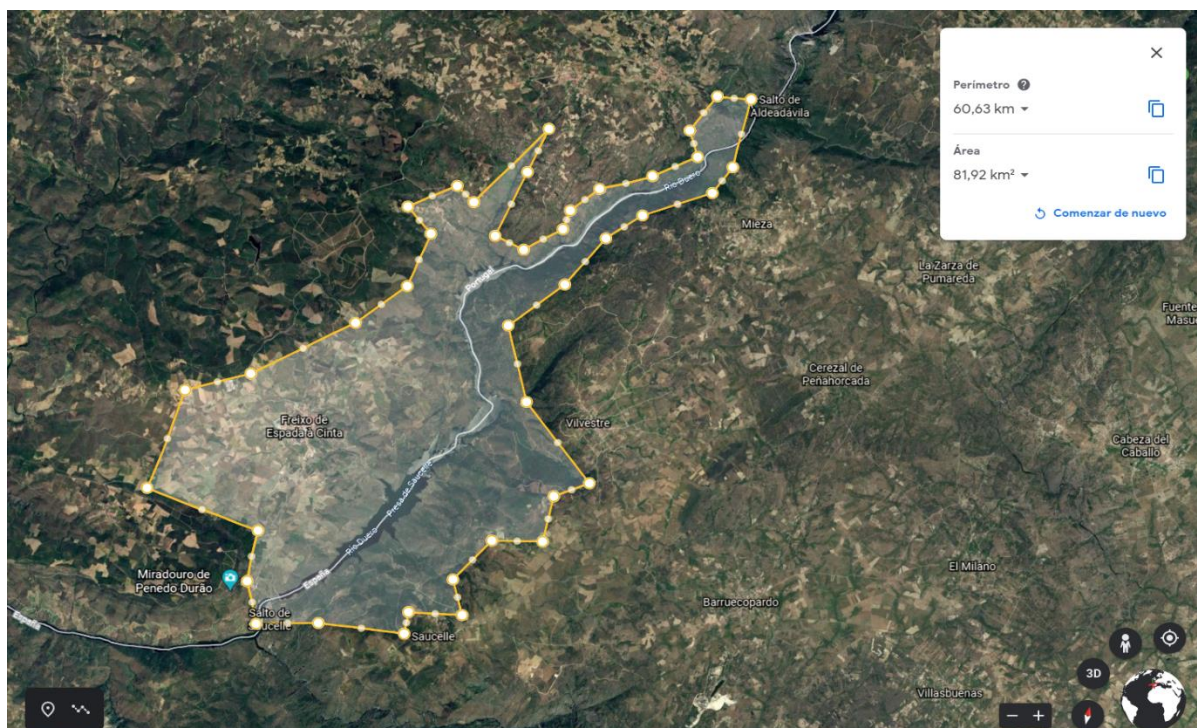 Perímetro
60,63 km
Área
81,92 km²
Comenzar de nuevo
Salto de
Aldeadávila
Río Duero
Mieza
La Zarza de
Pumareda
Fuente
Masue
Portugal
Cerezal de
Peñahorcada
Freixo de
Espada à Cinta
Vilvestre
Cabeza del
Caballo
Presa de Saucelle
Río Duero
España
Miradouro de
Penedo Durão
El Milano
Barruecopardo
Salto de
Saucelle
Saucelle
España
Villasbuenas
3D